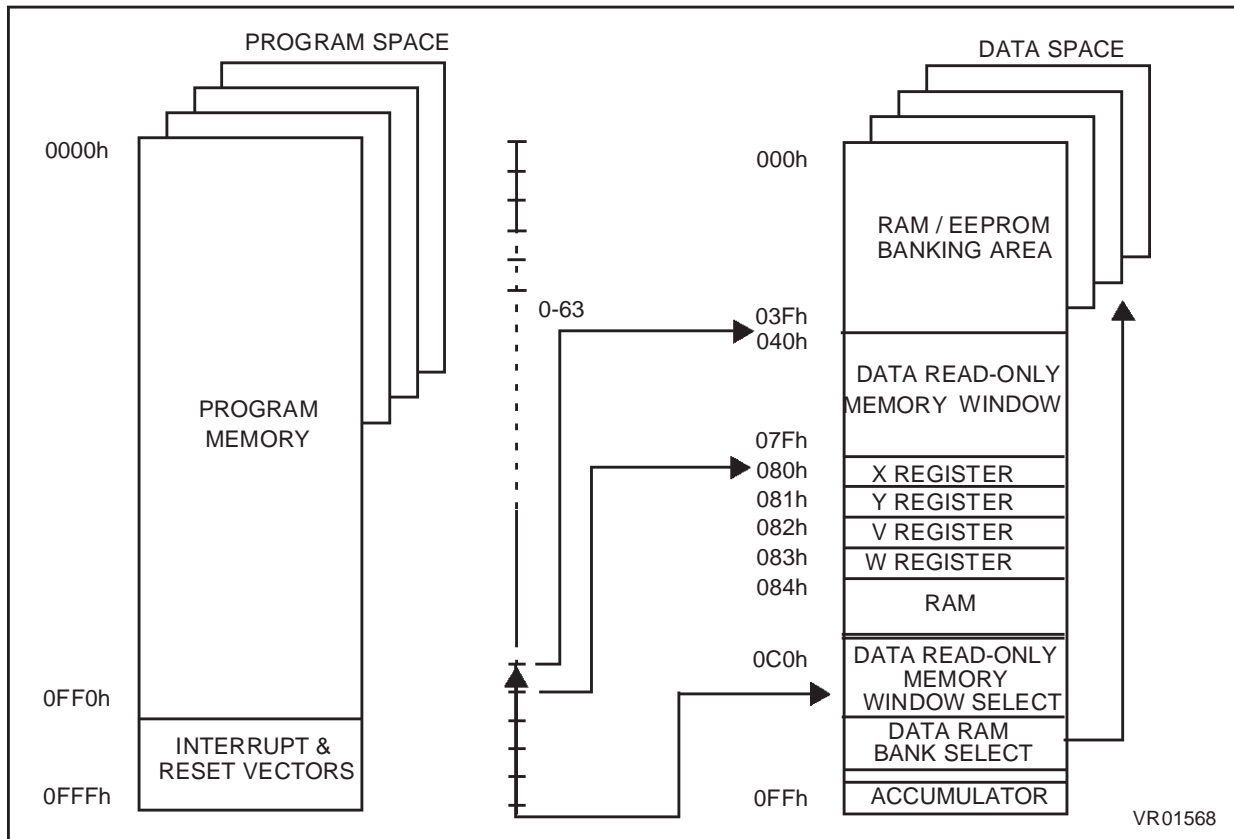 PROGRAM SPACE
0000h
PROGRAM
MEMORY
0FF0h
INTERRUPT &
RESET VECTORS
0FFFh
0-63
DATA SPACE
000h
RAM / EEPROM
BANKING AREA
03Fh
040h
DATA READ-ONLY
MEMORY WINDOW
07Fh
080h
X REGISTER
081h
Y REGISTER
082h
V REGISTER
083h
W REGISTER
084h
RAM
0C0h
DATA READ-ONLY
MEMORY
WINDOW SELECT
DATA RAM
BANK SELECT
0FFh
ACCUMULATOR
VR01568